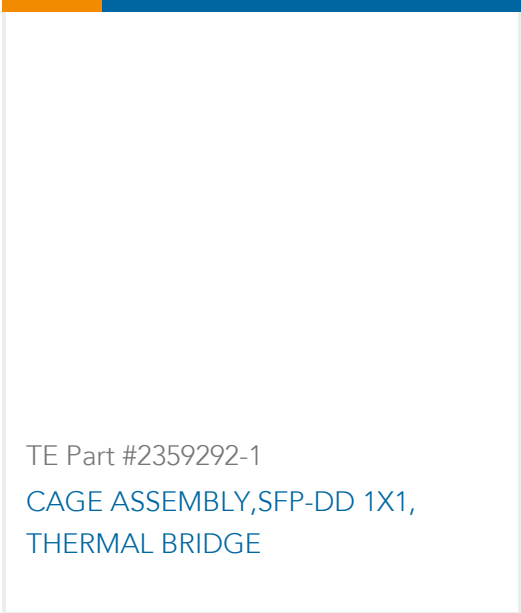 TE Part #2359292-1
CAGE ASSEMBLY,SFP-DD 1X1,
THERMAL BRIDGE